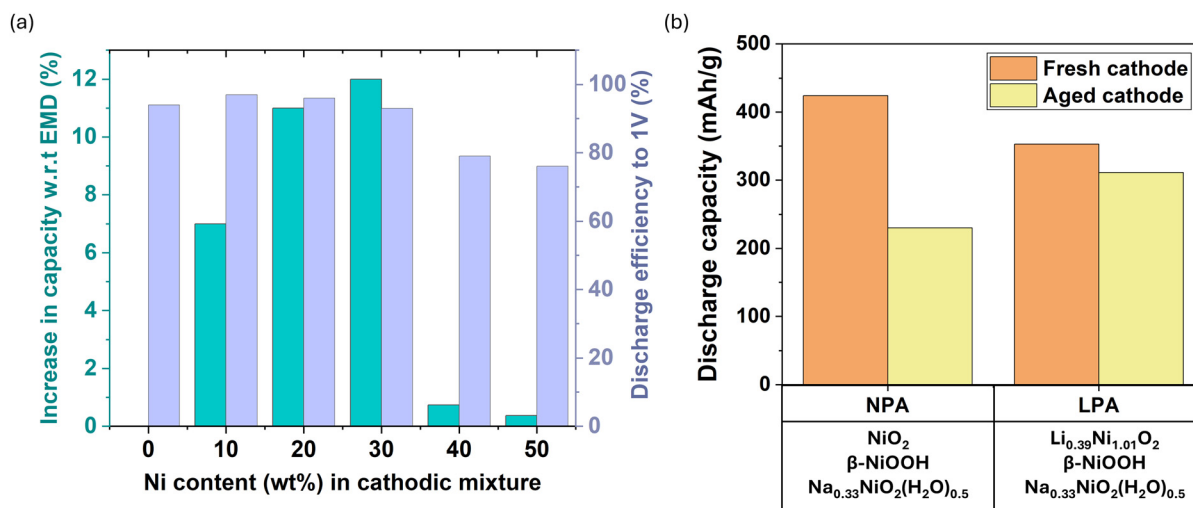 (a)
Increase in capacity w.r.t EMD (%)
12
10
8
6
4
2
0
100
80
60
40
20
0
Discharge efficiency to 1V (%)
0 10 20 30 40 50
Ni content (wt%) in cathodic mixture
(b)
Discharge capacity (mAh/g)
500
400
300
200
100
0
Fresh cathode
Aged cathode
NPA
NiO₂
β-NiOOH
Na₀.₃₃NiO₂(H₂O)₀.₅
LPA
Li₀.₃₉Ni₁.₀₁O₂
β-NiOOH
Na₀.₃₃NiO₂(H₂O)₀.₅